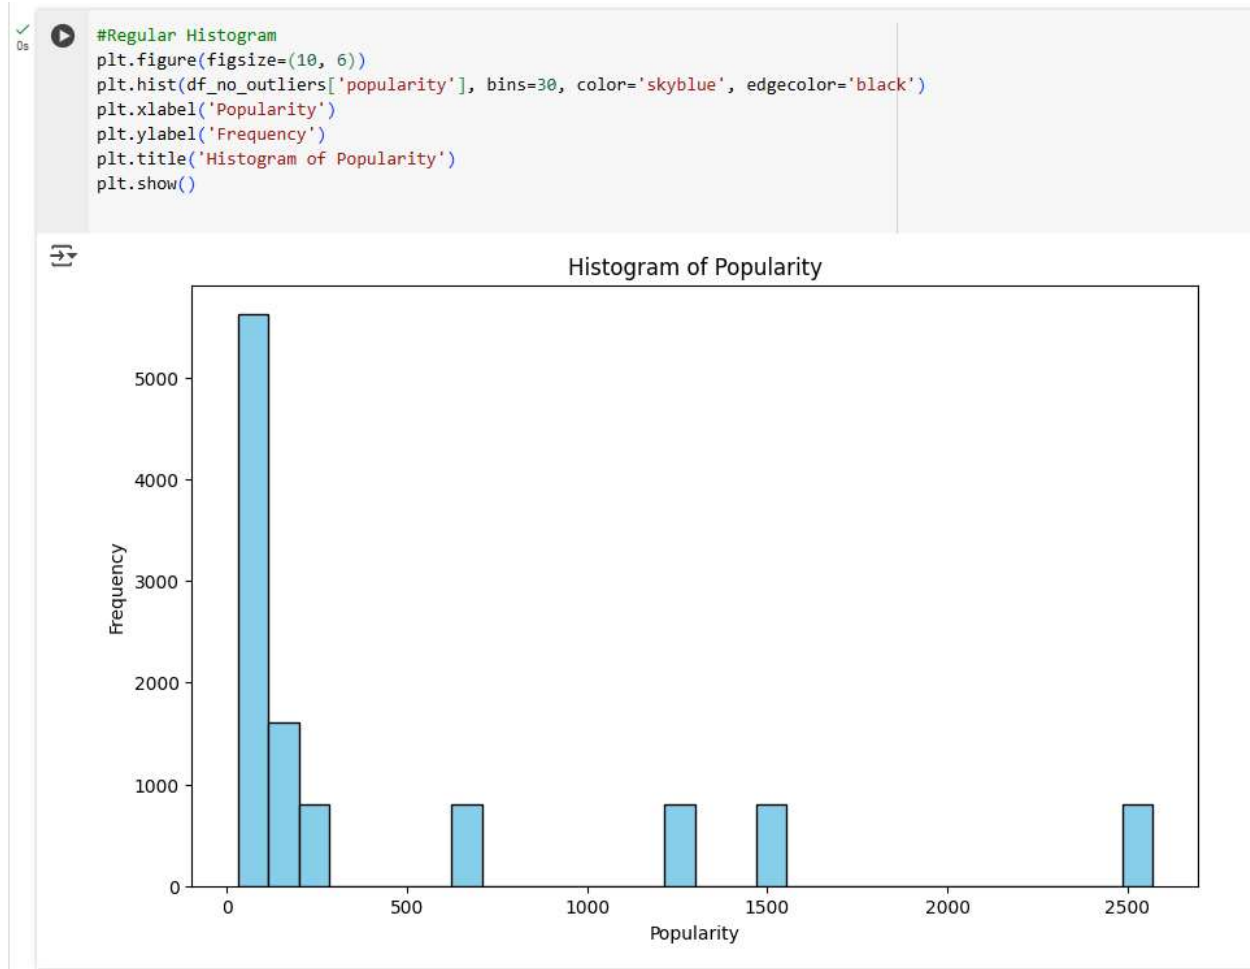 0s
#Regular Histogram
plt.figure(figsize=(10, 6))
plt.hist(df_no_outliers['popularity'], bins=30, color='skyblue', edgecolor='black')
plt.xlabel('Popularity')
plt.ylabel('Frequency')
plt.title('Histogram of Popularity')
plt.show()
Histogram of Popularity
Frequency
5000
4000
3000
2000
1000
0
0 500 1000 1500 2000 2500
Popularity